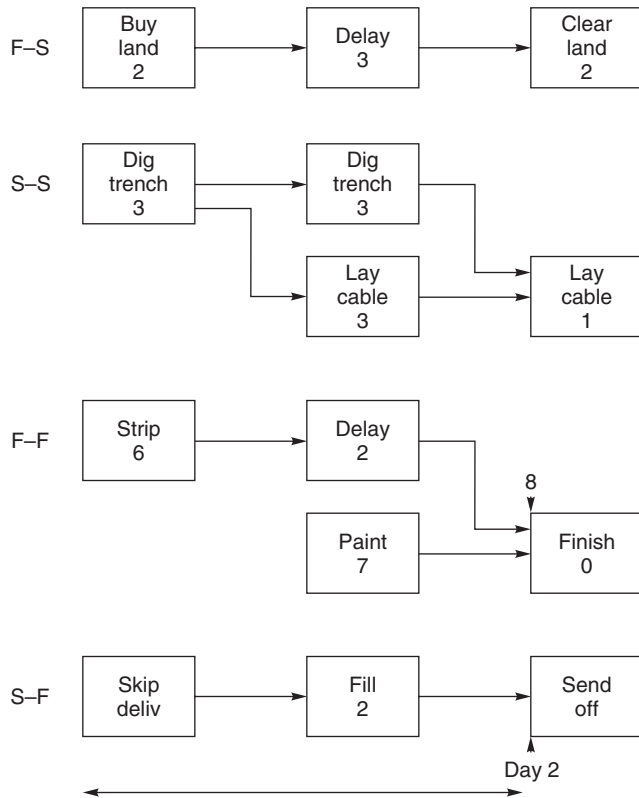 F–S
Buy
land
2
Delay
3
Clear
land
2
S–S
Dig
trench
3
Dig
trench
3
Lay
cable
3
Lay
cable
1
F–F
Strip
6
Delay
2
8
Paint
7
Finish
0
S–F
Skip
deliv
Fill
2
Send
off
Day 2